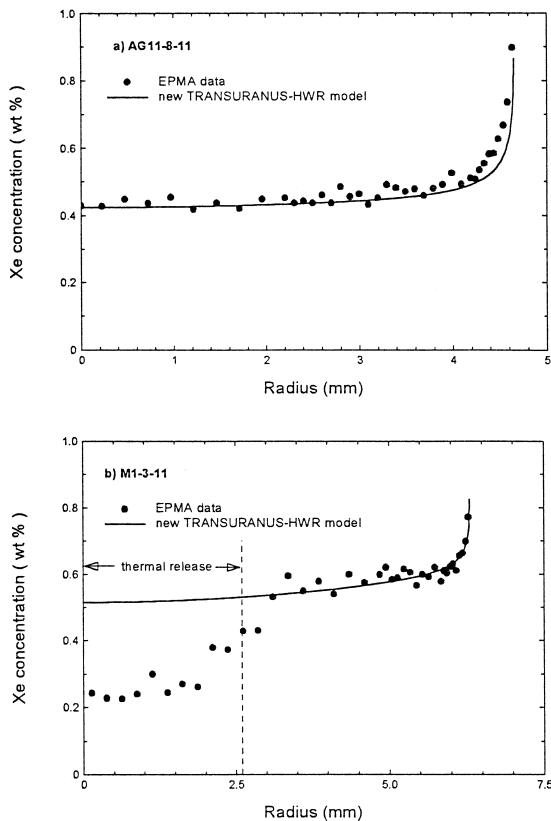 1.0
a) AG11-8-11
EPMA data
new TRANSURANUS-HWR model
0.8
0.6
0.4
0.2
0
Xe concentration ( wt % )
0 1 2 3 4 5
Radius (mm)
1.0
b) M1-3-11
EPMA data
new TRANSURANUS-HWR model
0.8
thermal release
0.6
0.4
0.2
0
Xe concentration ( wt % )
0 2.5 5.0 7.5
Radius (mm)